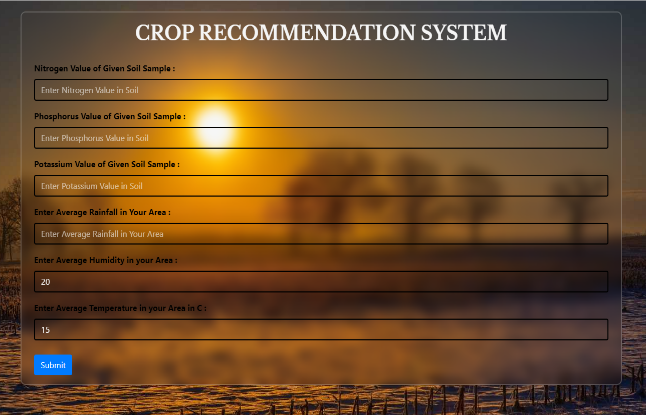 CROP RECOMMENDATION SYSTEM
Nitrogen Value of Given Soil Sample :
Enter Nitrogen Value in Soil
Phosphorus Value of Given Soil Sample :
Enter Phosphorus Value in Soil
Potassium Value of Given Soil Sample :
Enter Potassium Value in Soil
Enter Average Rainfall in Your Area :
Enter Average Rainfall in Your Area
Enter Average Humidity in your Area :
20
Enter Average Temperature in your Area in C :
15
Submit